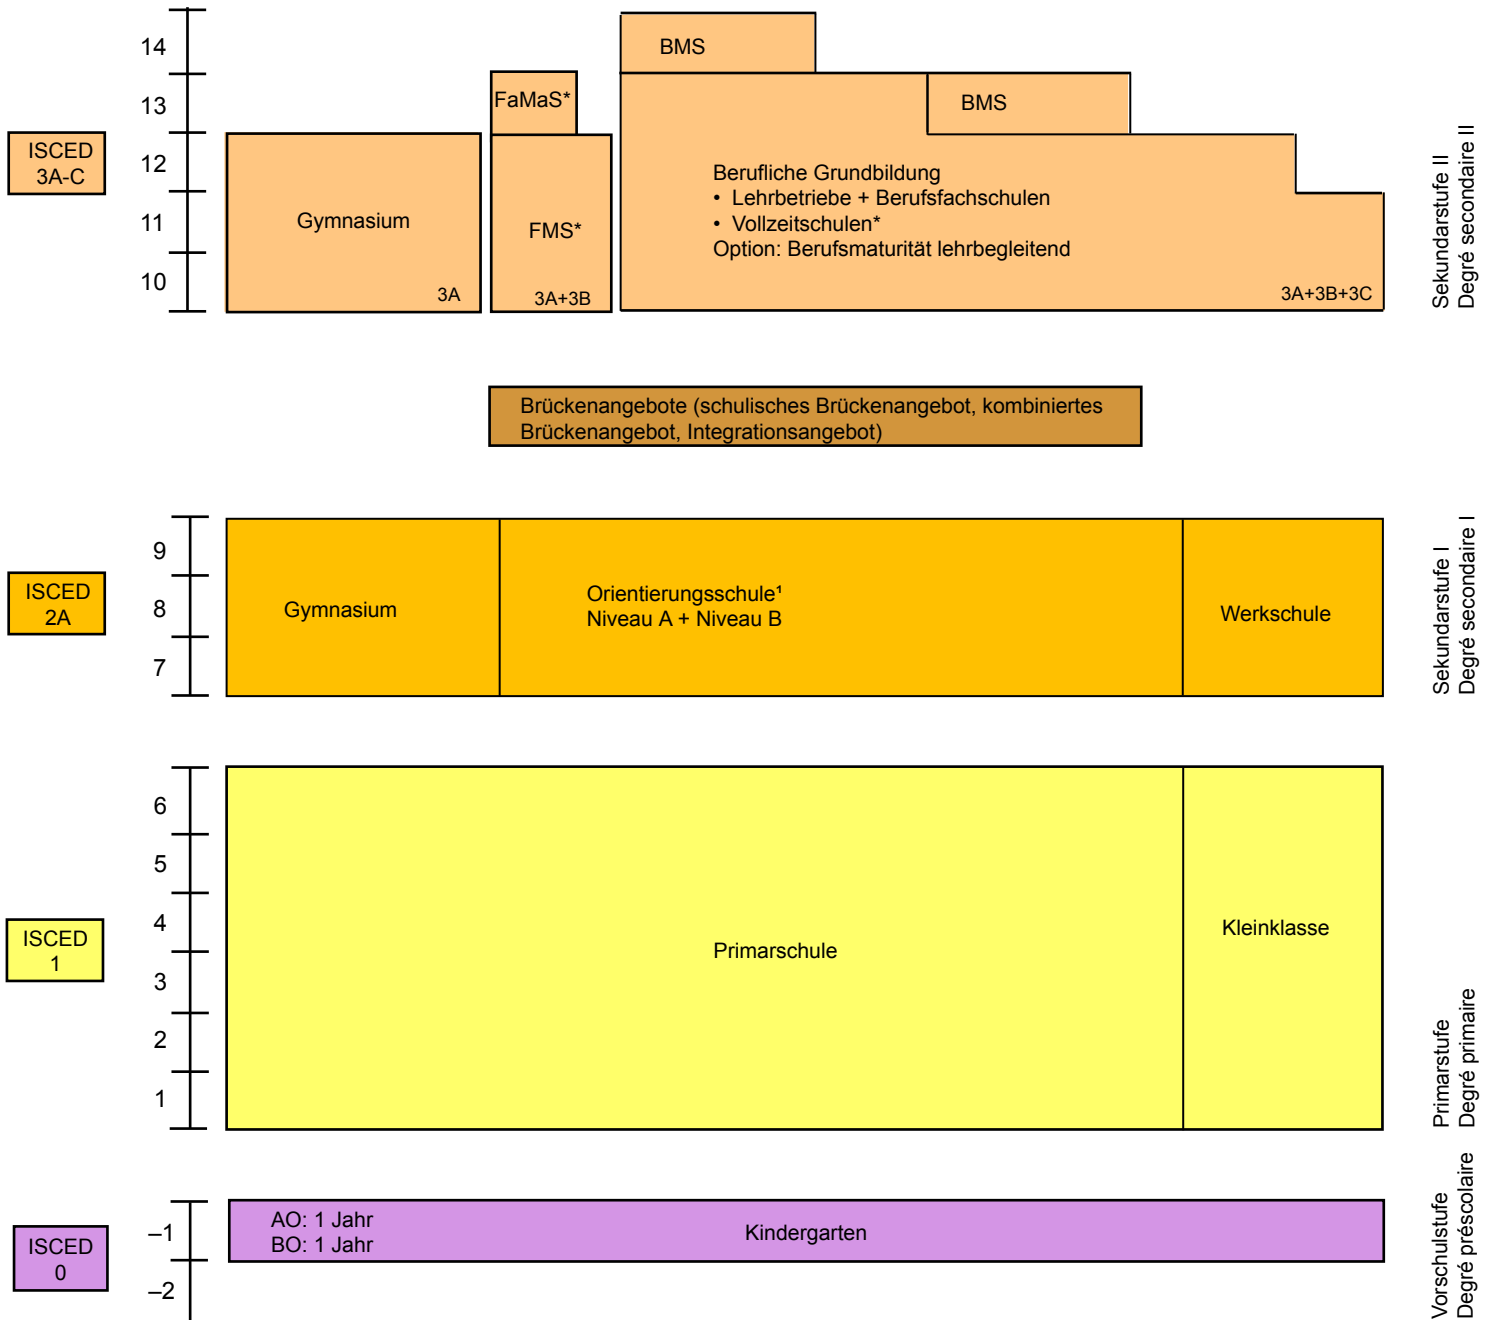 14
BMS
13
FaMaS*
BMS
ISCED
3A-C
12
Berufliche Grundbildung
• Lehrbetriebe + Berufsfachschulen
• Vollzeitschulen*
Option: Berufsmaturität lehrbegleitend
11
Gymnasium
FMS*
10
3A
3A+3B
3A+3B+3C
Sekundarstufe II
Degré secondaire II
Brückenangebote (schulisches Brückenangebot, kombiniertes
Brückenangebot, Integrationsangebot)
9
ISCED
2A
8
Gymnasium
Orientierungsschule¹
Niveau A + Niveau B
Werkschule
7
Sekundarstufe I
Degré secondaire I
6
5
4
ISCED
1
3
Primarschule
Kleinklasse
2
1
Primarstufe
Degré primaire
–1
AO: 1 Jahr
BO: 1 Jahr
Kindergarten
ISCED
0
–2
Vorschulstufe
Degré préscolaire